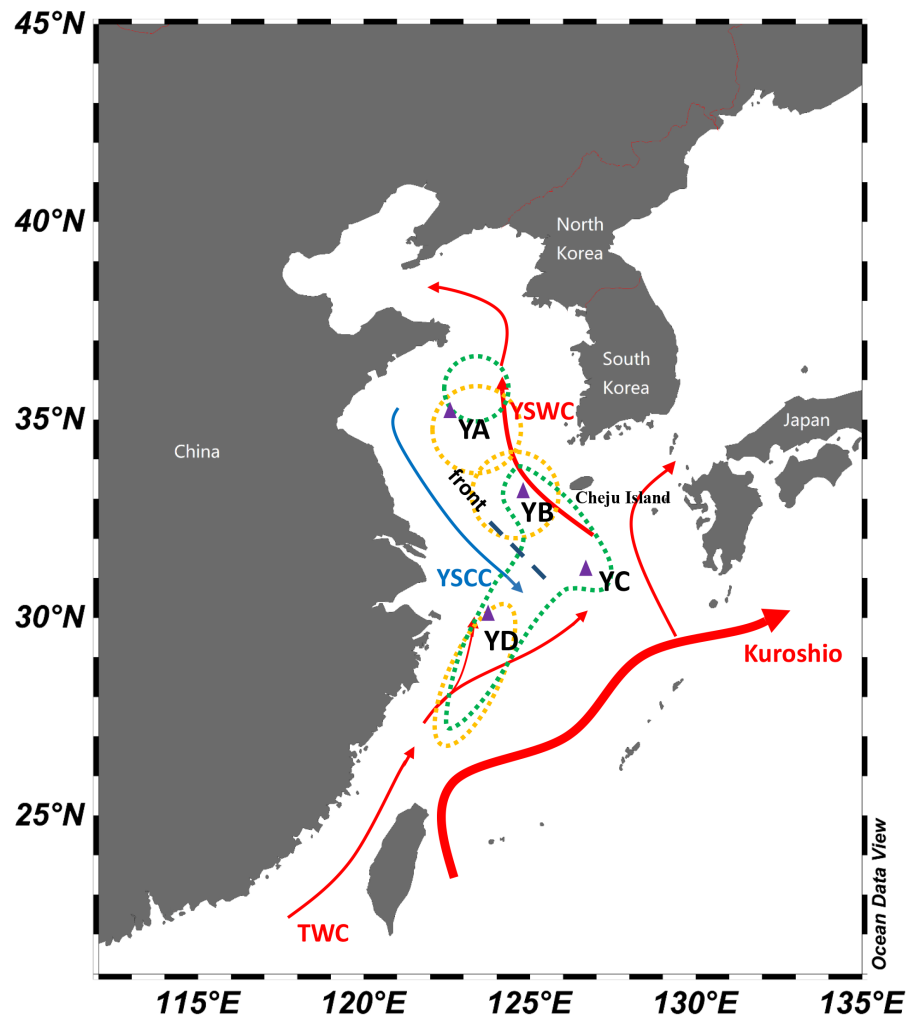 45°N
40°N
35°N
30°N
25°N
115°E
120°E
125°E
130°E
135°E
North
Korea
South
Korea
Japan
China
YSWC
YA
front
Cheju Island
YB
YSCC
YC
YD
Kuroshio
TWC
Ocean Data View